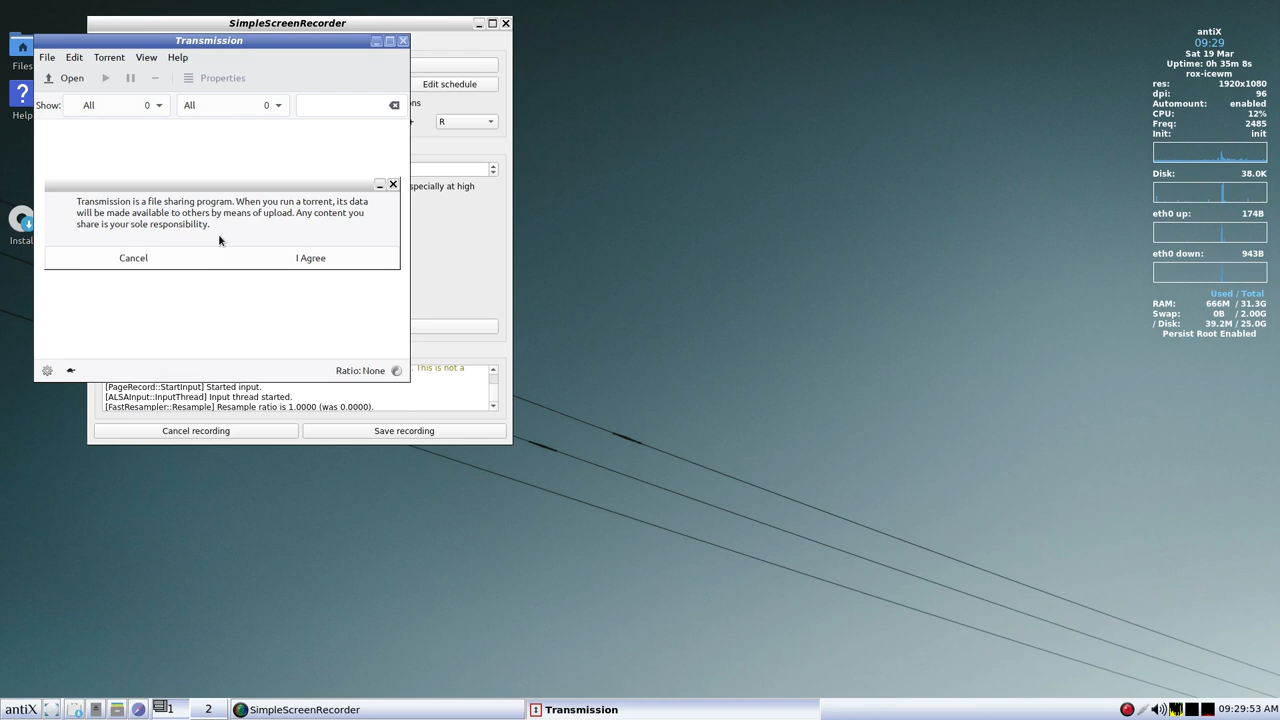 SimpleScreenRecorder
Transmission
File Edit Torrent View Help
Open Properties
Show: All 0 All 0
Edit schedule
ons
+ R
specially at high
Transmission is a file sharing program. When you run a torrent, its data
will be made available to others by means of upload. Any content you
share is your sole responsibility.
Cancel I Agree
Ratio: None
. This is not a
[PageRecord::StartInput] Started input.
[ALSAInput::InputThread] Input thread started.
[FastResampler::Resample] Resample ratio is 1.0000 (was 0.0000).
Cancel recording Save recording
Files
Help
Instal
antiX
09:29
Sat 19 Mar
Uptime: 0h 35m 8s
rox-icewm
res: 1920x1080
dpi: 96
Automount: enabled
CPU: 12%
Freq: 2485
Init: init
Disk: 38.0K
eth0 up: 174B
eth0 down: 943B
Used / Total
RAM: 666M / 31.3G
Swap: 0B / 2.00G
/ Disk: 39.2M / 25.0G
Persist Root Enabled
antiX 1 2 SimpleScreenRecorder Transmission 09:29:53 AM